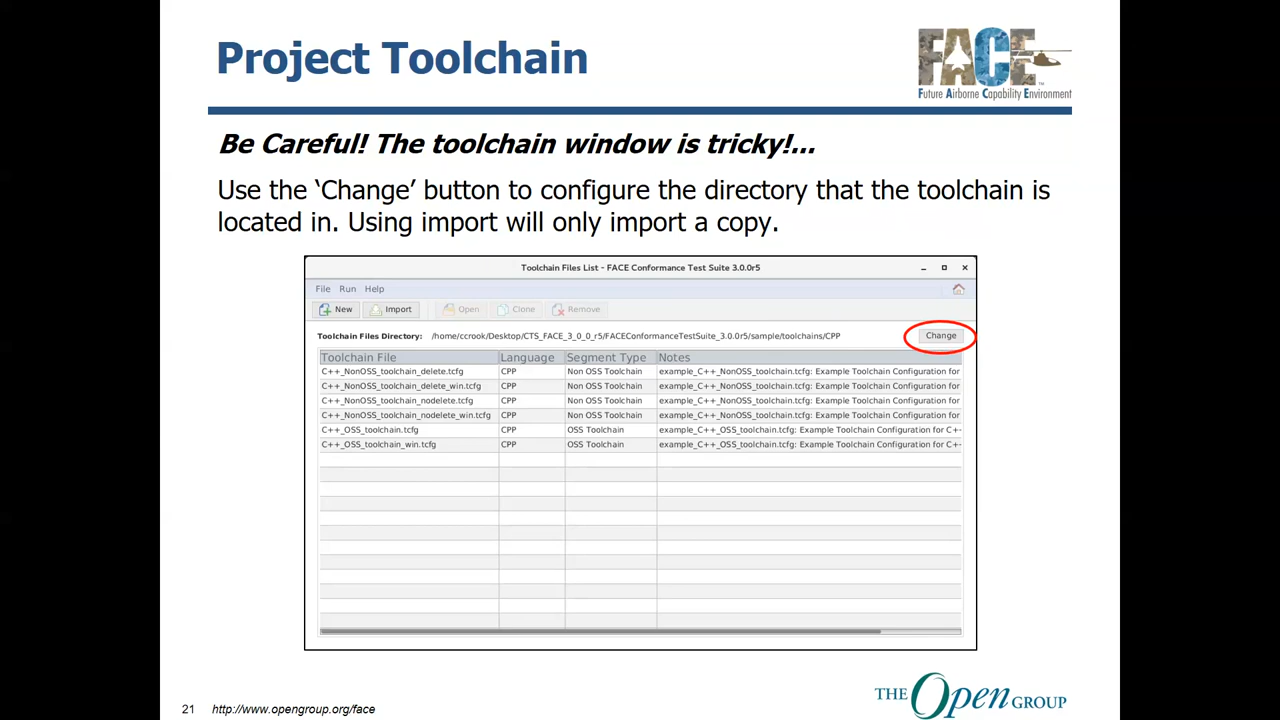 Project Toolchain
FACE™
Future Airborne Capability Environment
Be Careful! The toolchain window is tricky!...
Use the ‘Change’ button to configure the directory that the toolchain is
located in. Using import will only import a copy.
Toolchain Files List - FACE Conformance Test Suite 3.0.0r5
File Run Help
New Import Open Clone Remove
Toolchain Files Directory: /home/ccrook/Desktop/CTS_FACE_3_0_0_r5/FACEConformanceTestSuite_3.0.0r5/sample/toolchains/CPP Change
Toolchain File Language Segment Type Notes
C++_NonOSS_toolchain_delete.tcfg CPP Non OSS Toolchain example_C++_NonOSS_toolchain.tcfg: Example Toolchain Configuration for
C++_NonOSS_toolchain_delete_win.tcfg CPP Non OSS Toolchain example_C++_NonOSS_toolchain.tcfg: Example Toolchain Configuration for
C++_NonOSS_toolchain_nodelete.tcfg CPP Non OSS Toolchain example_C++_NonOSS_toolchain.tcfg: Example Toolchain Configuration for
C++_NonOSS_toolchain_nodelete_win.tcfg CPP Non OSS Toolchain example_C++_NonOSS_toolchain.tcfg: Example Toolchain Configuration for
C++_OSS_toolchain.tcfg CPP OSS Toolchain example_C++_OSS_toolchain.tcfg: Example Toolchain Configuration for C+-
C++_OSS_toolchain_win.tcfg CPP OSS Toolchain example_C++_OSS_toolchain.tcfg: Example Toolchain Configuration for C+-
21 http://www.opengroup.org/face
THE Open GROUP